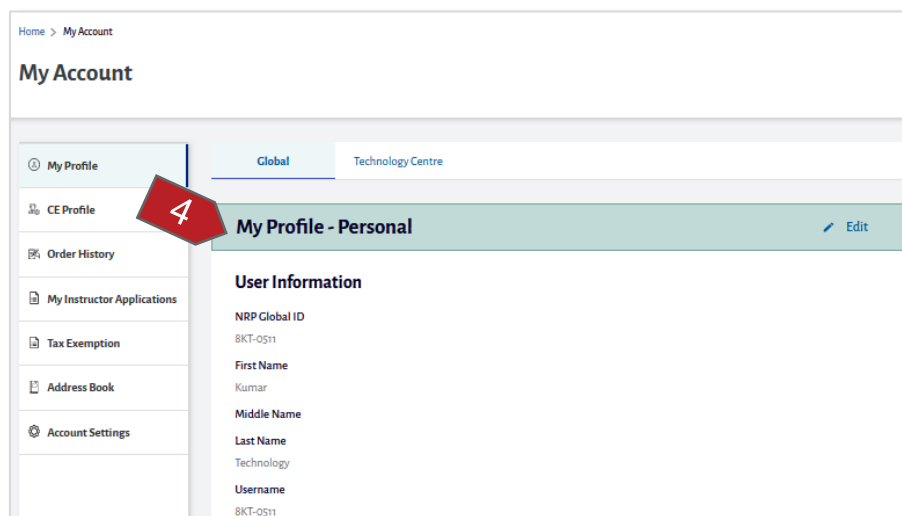 Home > My Account
My Account
My Profile
CE Profile
Order History
My Instructor Applications
Tax Exemption
Address Book
Account Settings
Global Technology Centre
4
My Profile - Personal Edit
User Information
NRP Global ID
8KT-0511
First Name
Kumar
Middle Name
Last Name
Technology
Username
8KT-0511